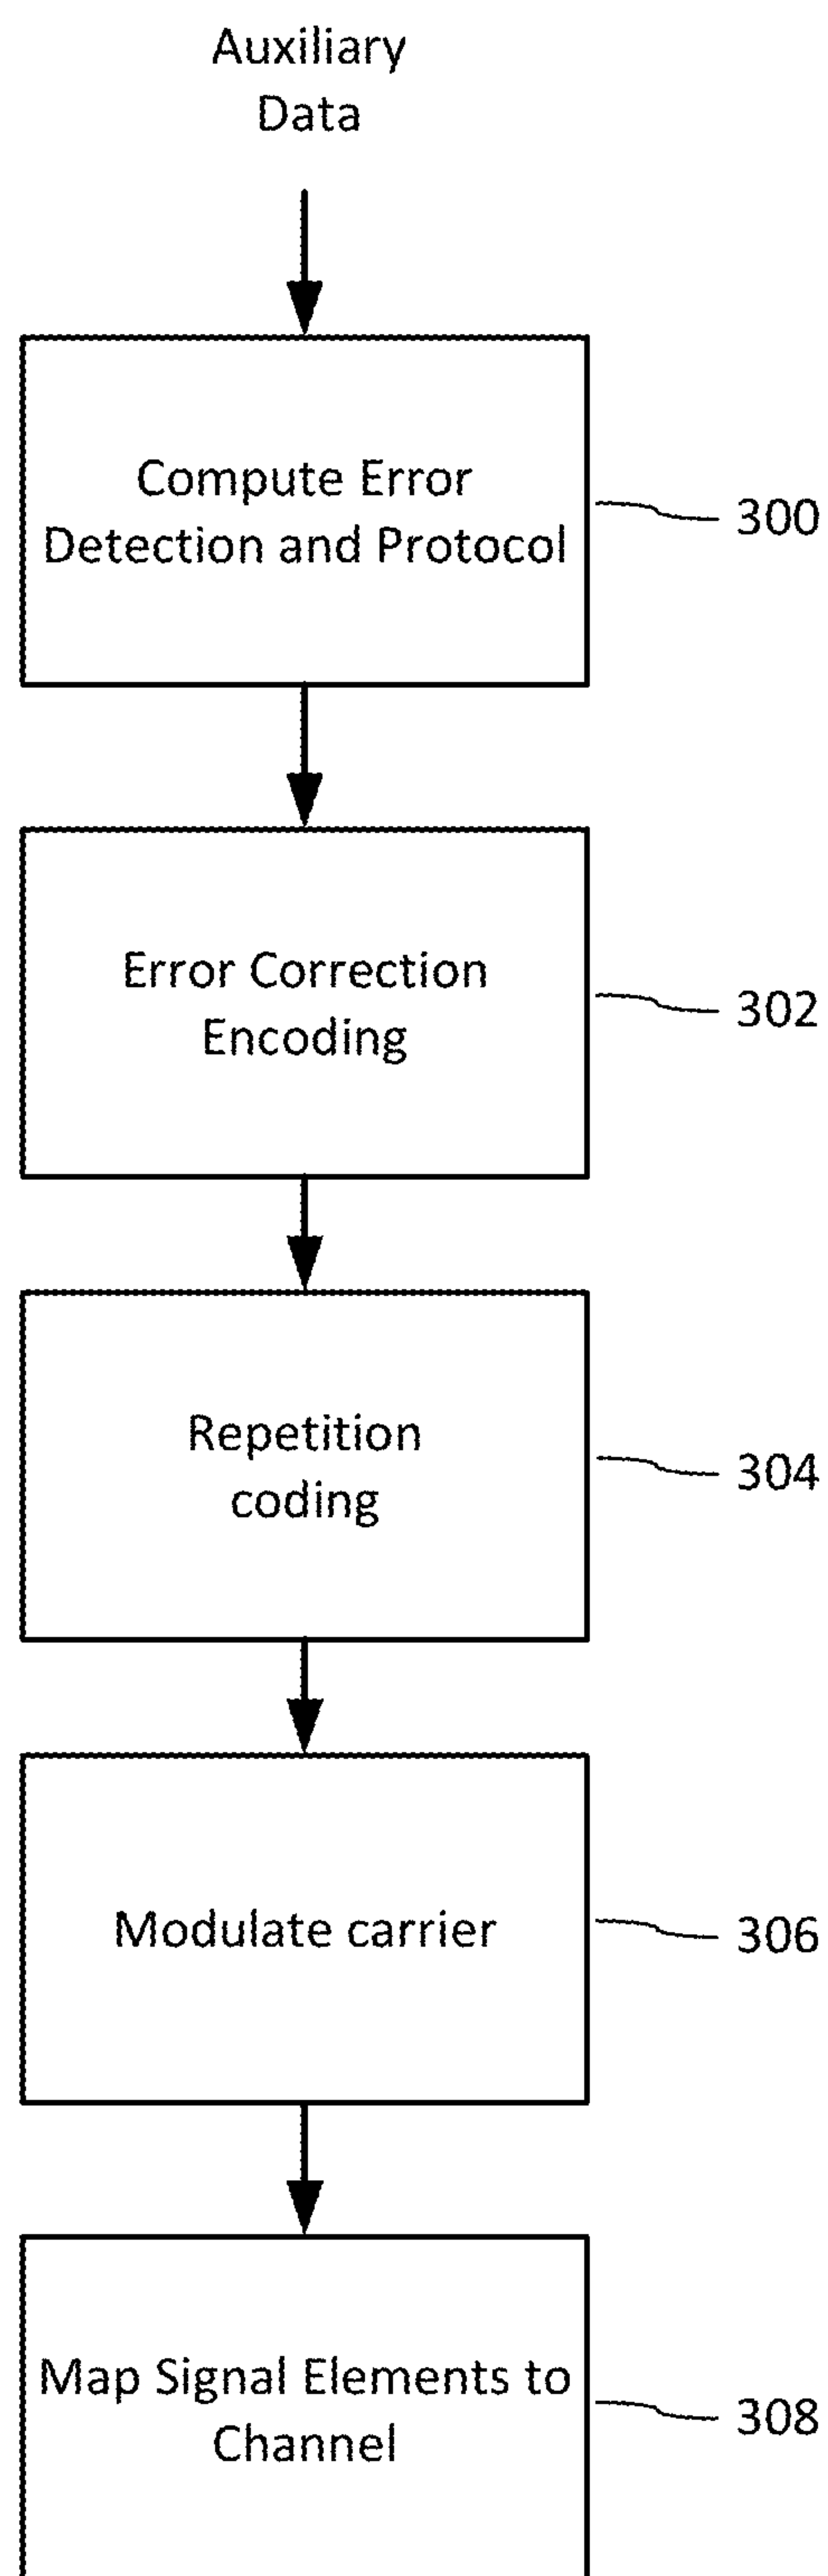 Auxiliary
Data
Compute Error
Detection and Protocol
300
Error Correction
Encoding
302
Repetition
coding
304
Modulate carrier
306
Map Signal Elements to
Channel
308